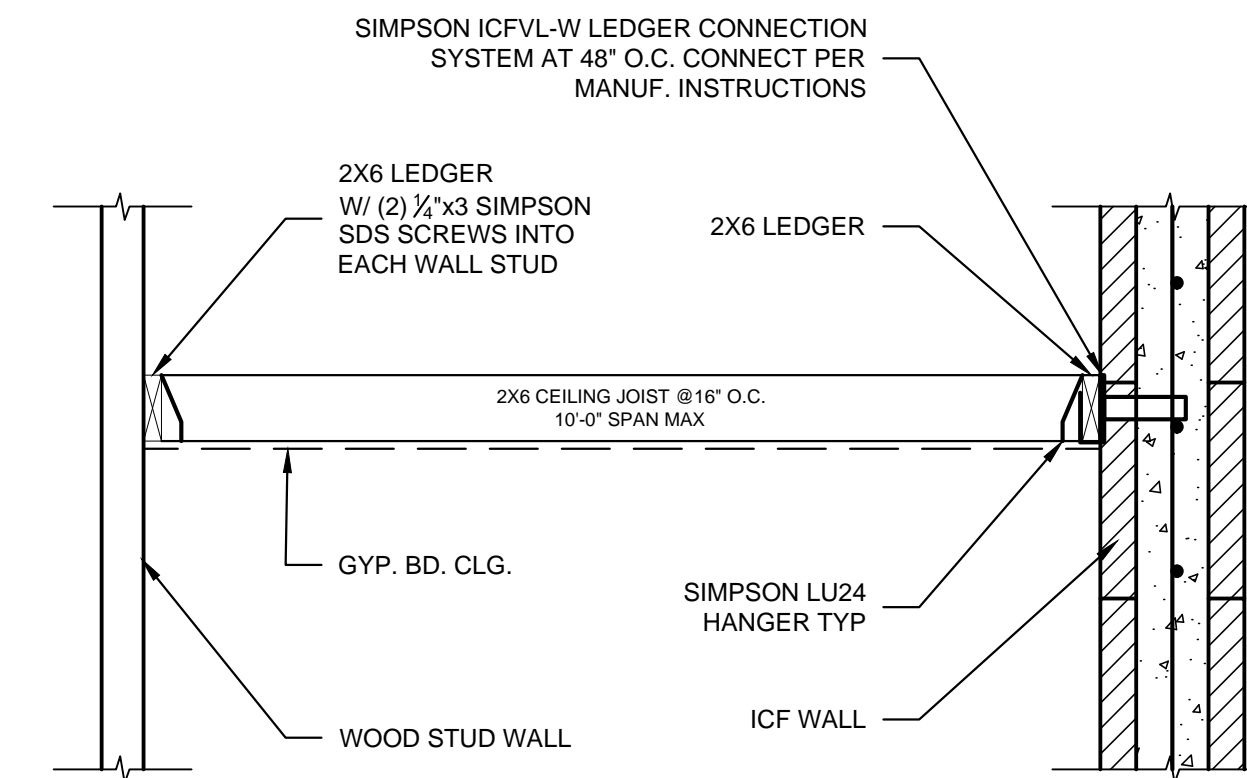 SIMPSON ICFVL-W LEDGER CONNECTION
SYSTEM AT 48" O.C. CONNECT PER
MANUF. INSTRUCTIONS
2X6 LEDGER
W/ (2) ¼"x3 SIMPSON
SDS SCREWS INTO
EACH WALL STUD
2X6 LEDGER
2X6 CEILING JOIST @16" O.C.
10'-0" SPAN MAX
GYP. BD. CLG.
SIMPSON LU24
HANGER TYP
WOOD STUD WALL
ICF WALL